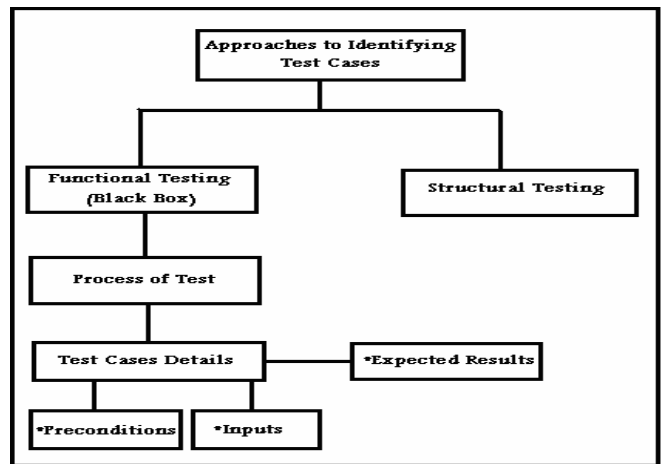 Approaches to Identifying
Test Cases
Functional Testing
(Black Box)
Structural Testing
Process of Test
Test Cases Details
*Expected Results
*Preconditions
*Inputs